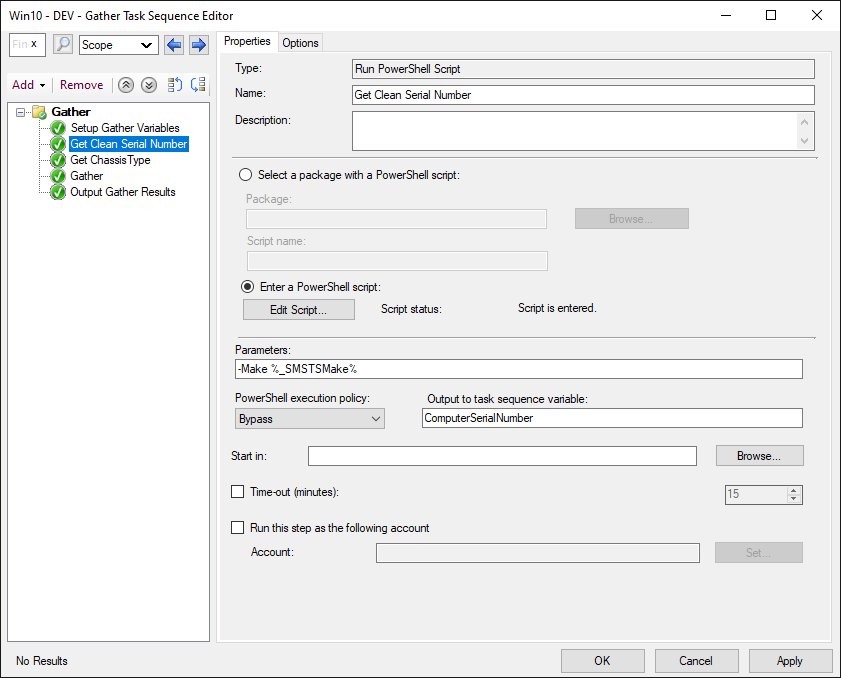 Win10 - DEV - Gather Task Sequence Editor
Fin x
Scope
Add
Remove
Gather
Setup Gather Variables
Get Clean Serial Number
Get ChassisType
Gather
Output Gather Results
Properties
Options
Type:
Run PowerShell Script
Name:
Get Clean Serial Number
Description:
Select a package with a PowerShell script:
Package:
Browse...
Script name:
Enter a PowerShell script:
Edit Script...
Script status:
Script is entered.
Parameters:
-Make %_SMSTSMake%
PowerShell execution policy:
Output to task sequence variable:
Bypass
ComputerSerialNumber
Start in:
Browse...
Time-out (minutes):
15
Run this step as the following account
Account:
Set...
No Results
OK
Cancel
Apply